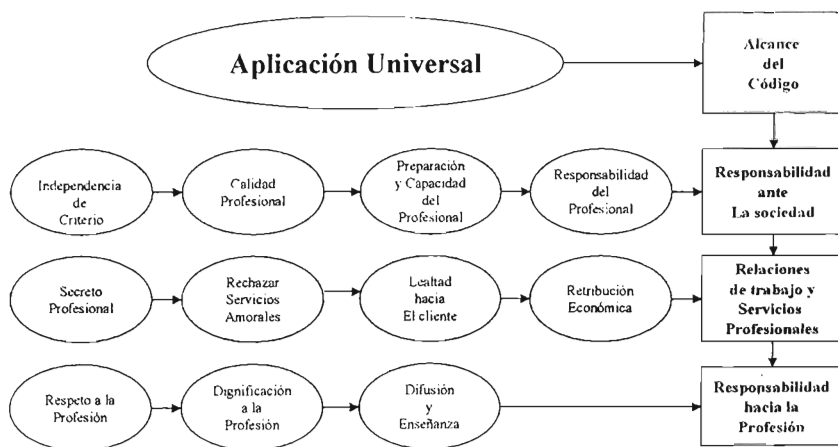 Aplicación Universal
Alcance
del
Código
Independencia
de
Criterio
Calidad
Profesional
Preparación
y Capacidad
del
Profesional
Responsabilidad
del
Profesional
Responsabilidad
ante
La sociedad
Secreto
Profesional
Rechazar
Servicios
Amorales
Lealtad
hacia
El cliente
Retribución
Económica
Relaciones
de trabajo y
Servicios
Profesionales
Respeto a la
Profesión
Dignificación
a la
Profesión
Difusión
y
Enseñanza
Responsabilidad
hacia la
Profesión